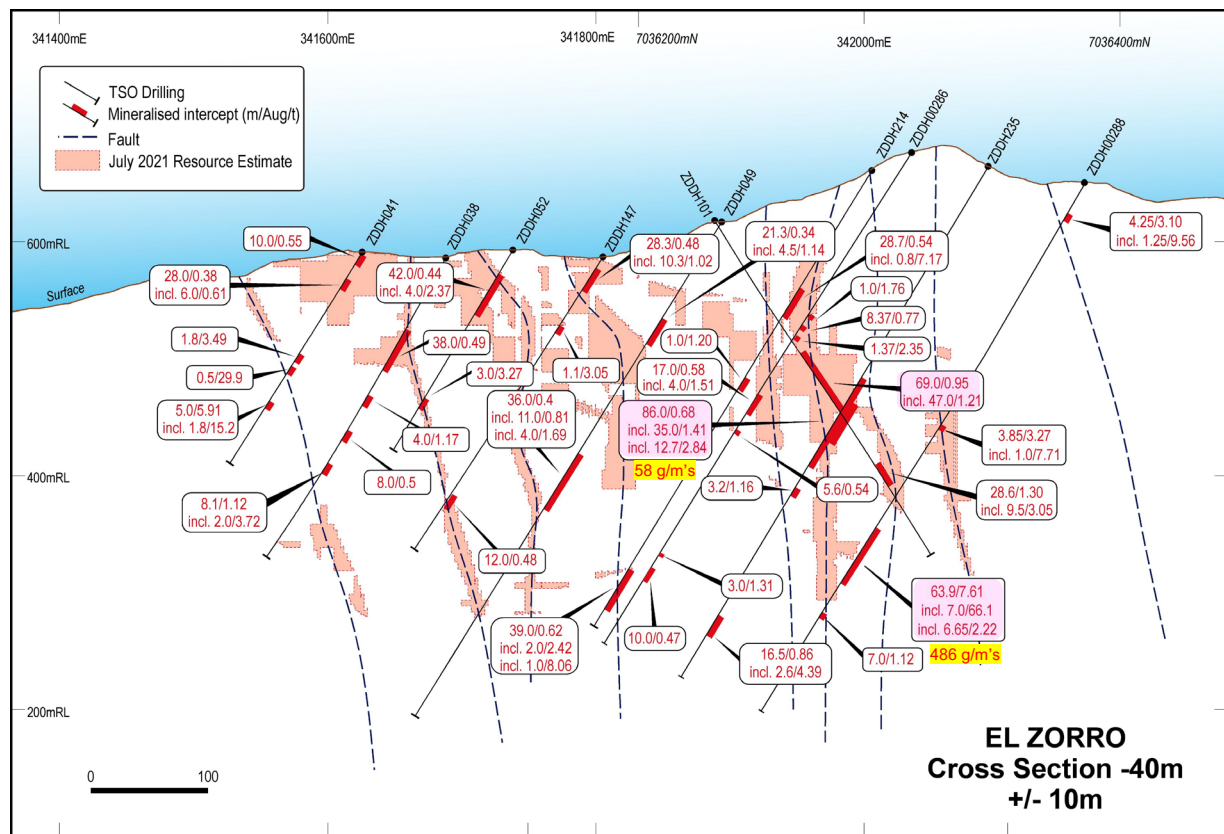 341400mE
341600mE
341800mE
7036200mN
342000mE
7036400mN
TSO Drilling
Mineralised intercept (m/Aug/t)
Fault
July 2021 Resource Estimate
ZDDH041
ZDDH038
ZDDH052
ZDDH147
ZDDH101
ZDDH049
ZDDH214
ZDDH00286
ZDDH235
ZDDH00288
600mRL
400mRL
200mRL
Surface
10.0/0.55
28.0/0.38
incl. 6.0/0.61
1.8/3.49
0.5/29.9
5.0/5.91
incl. 1.8/15.2
8.1/1.12
incl. 2.0/3.72
42.0/0.44
incl. 4.0/2.37
38.0/0.49
3.0/3.27
4.0/1.17
8.0/0.5
12.0/0.48
28.3/0.48
incl. 10.3/1.02
1.1/3.05
36.0/0.4
incl. 11.0/0.81
incl. 4.0/1.69
39.0/0.62
incl. 2.0/2.42
incl. 1.0/8.06
21.3/0.34
incl. 4.5/1.14
1.0/1.20
17.0/0.58
incl. 4.0/1.51
86.0/0.68
incl. 35.0/1.41
incl. 12.7/2.84
58 g/m's
3.2/1.16
5.6/0.54
3.0/1.31
10.0/0.47
16.5/0.86
incl. 2.6/4.39
28.7/0.54
incl. 0.8/7.17
1.0/1.76
8.37/0.77
1.37/2.35
69.0/0.95
incl. 47.0/1.21
4.25/3.10
incl. 1.25/9.56
3.85/3.27
incl. 1.0/7.71
28.6/1.30
incl. 9.5/3.05
63.9/7.61
incl. 7.0/66.1
incl. 6.65/2.22
486 g/m's
7.0/1.12
0
100
EL ZORRO
Cross Section -40m
+/- 10m